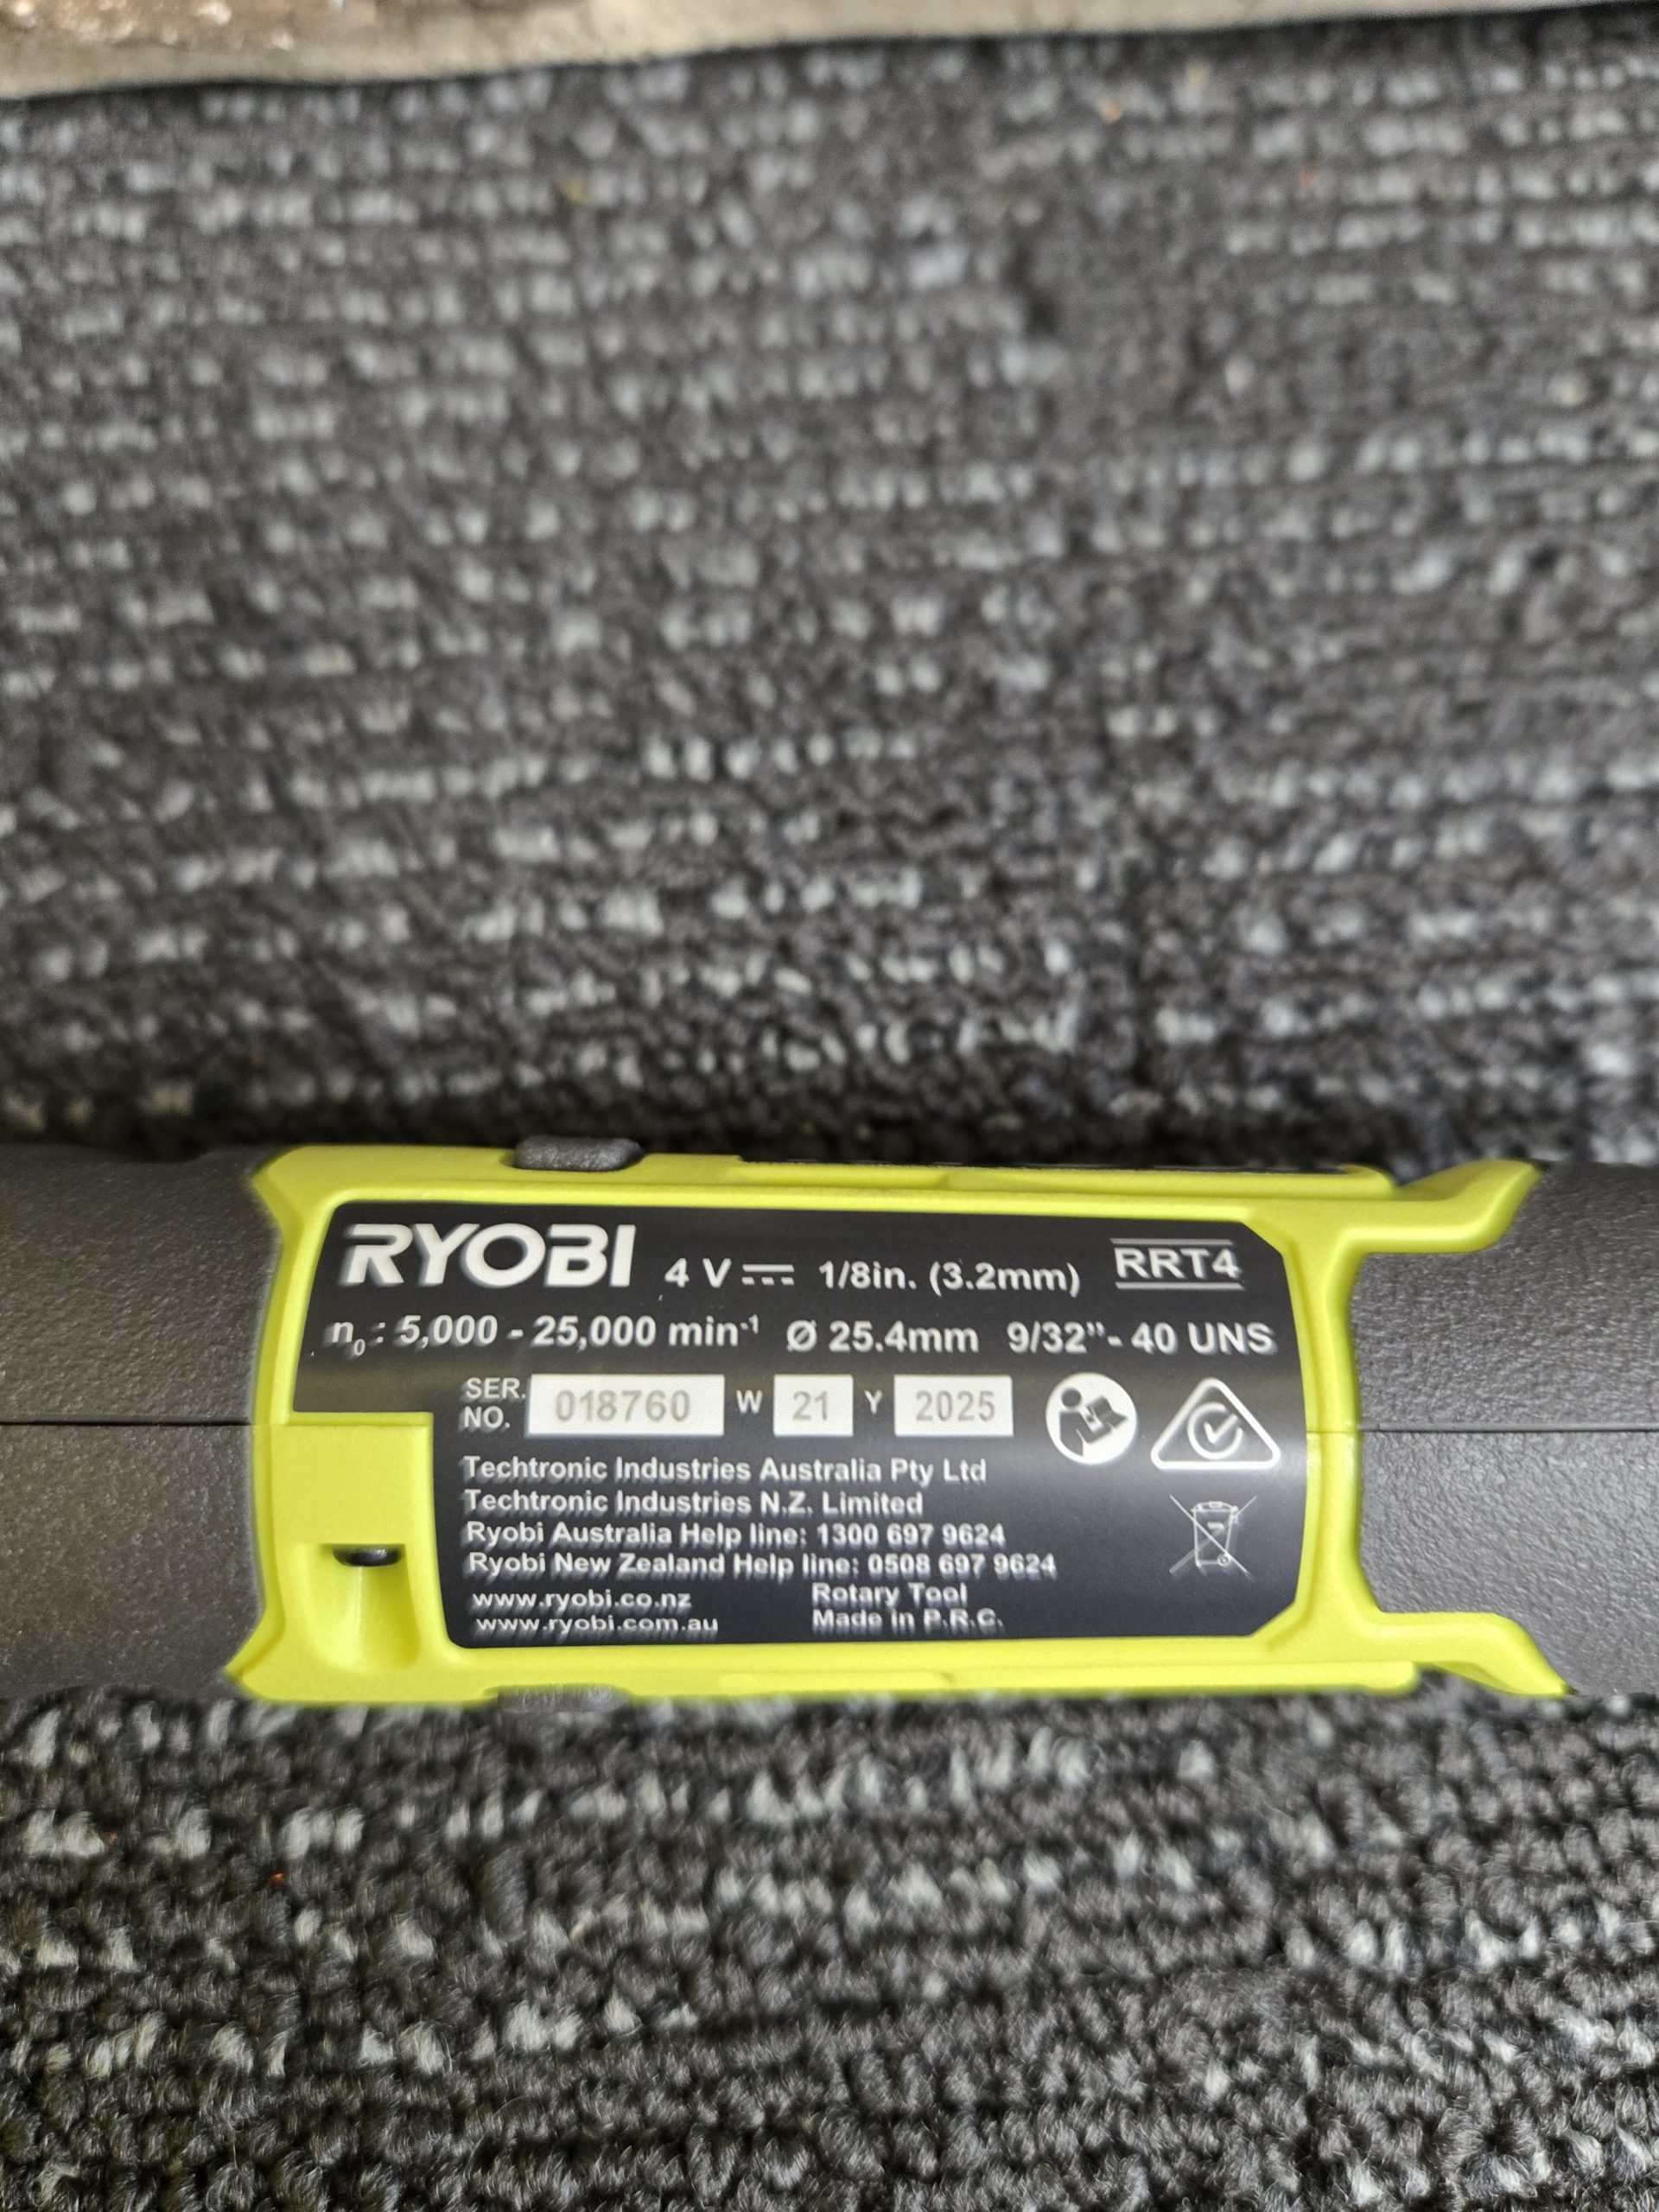 RYOBI 4 V 1/8in. (3.2mm) RRT4
n₀ : 5,000 - 25,000 min⁻¹ Ø 25.4mm 9/32"- 40 UNS
SER. NO. 018760 W 21 Y 2025
Techtronic Industries Australia Pty Ltd
Techtronic Industries N.Z. Limited
Ryobi Australia Help line: 1300 697 9624
Ryobi New Zealand Help line: 0508 697 9624
www.ryobi.co.nz Rotary Tool
www.ryobi.com.au Made in P.R.C.